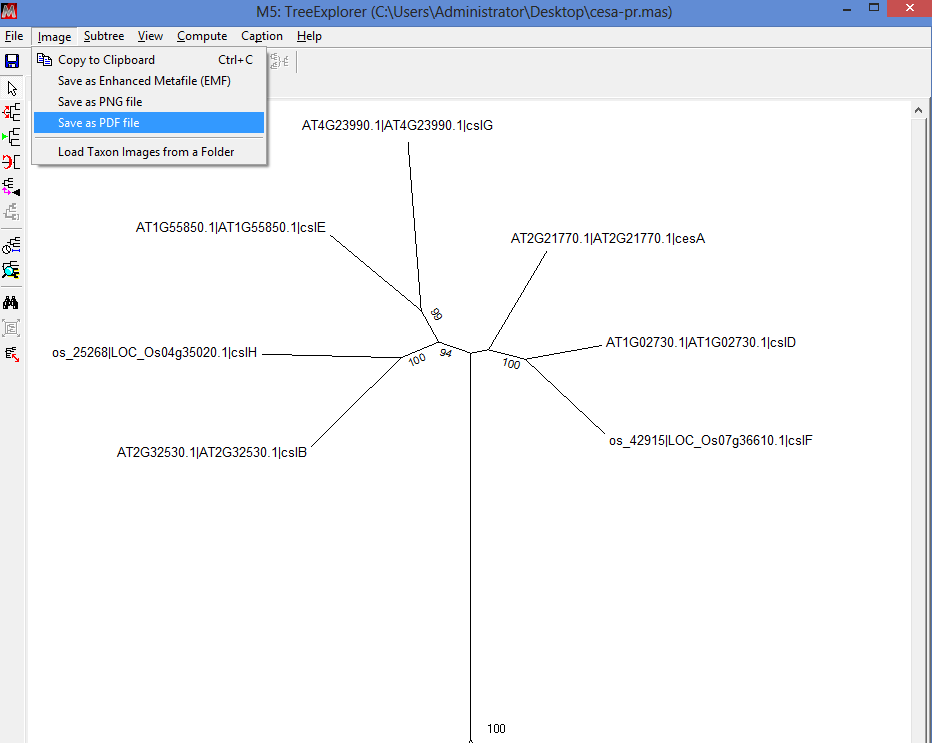 M5: TreeExplorer (C:\Users\Administrator\Desktop\cesa-pr.mas)
File Image Subtree View Compute Caption Help
Copy to Clipboard Ctrl+C
Save as Enhanced Metafile (EMF)
Save as PNG file
Save as PDF file
Load Taxon Images from a Folder
AT4G23990.1|AT4G23990.1|cslG
AT1G55850.1|AT1G55850.1|cslE
AT2G21770.1|AT2G21770.1|cesA
99
AT1G02730.1|AT1G02730.1|cslD
os_25268|LOC_Os04g35020.1|cslH
100 94 100
os_42915|LOC_Os07g36610.1|cslF
AT2G32530.1|AT2G32530.1|cslB
100